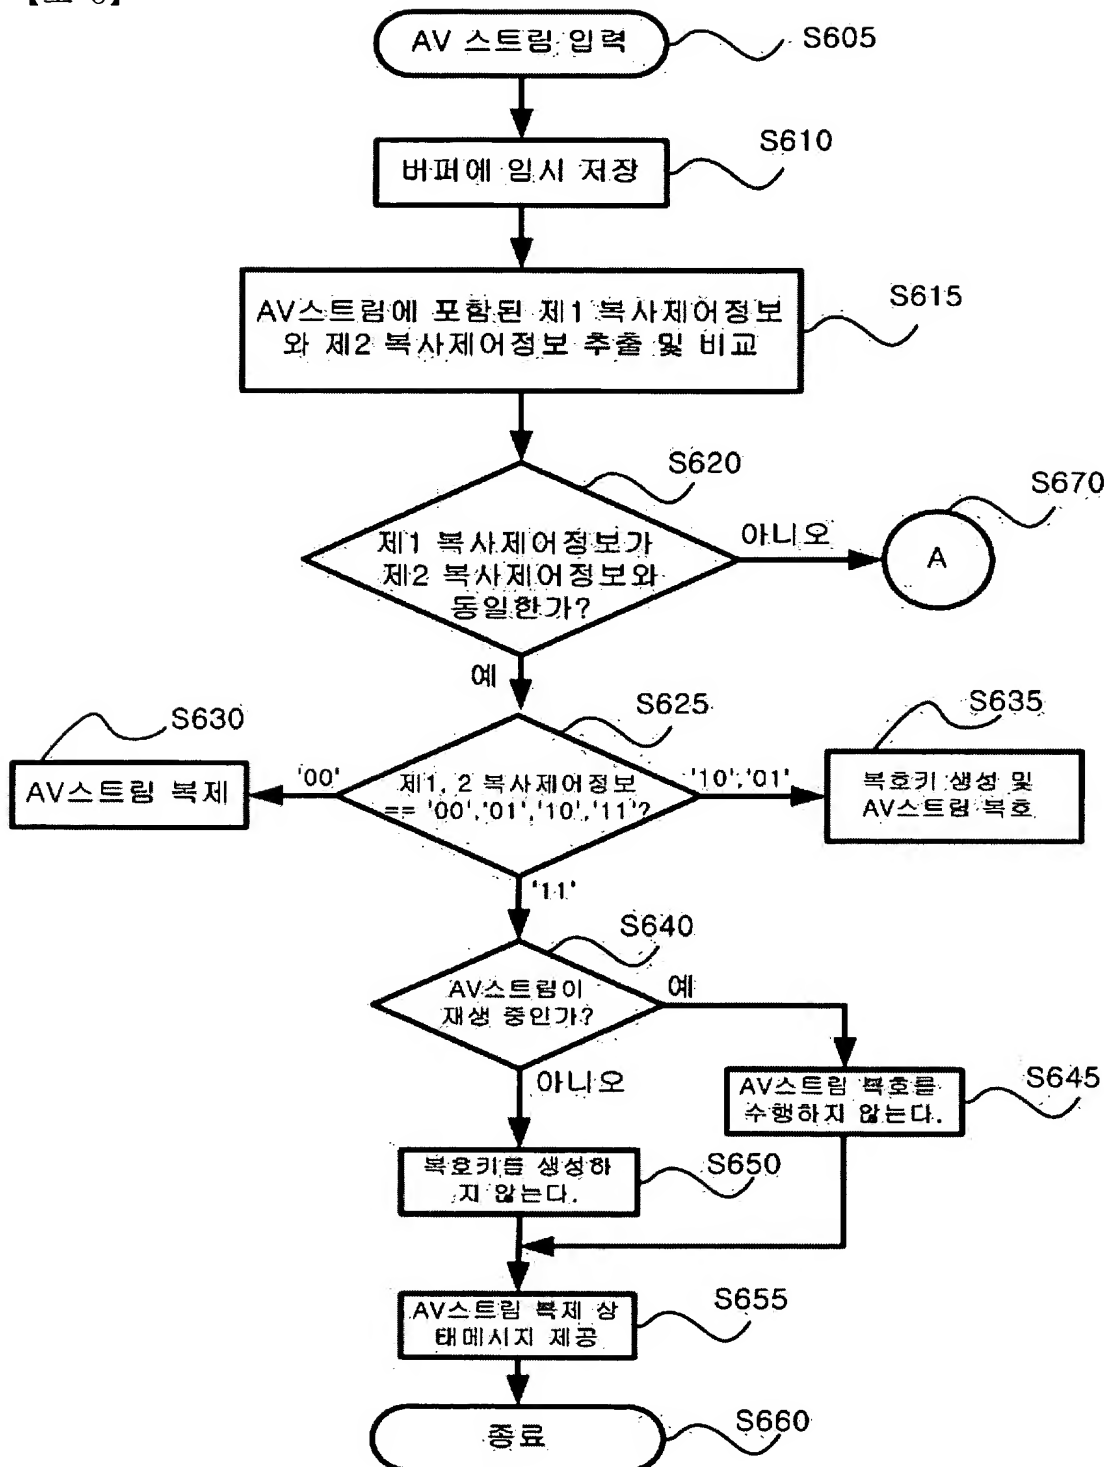 AV 스트림 입력
S605
버퍼에 임시 저장
S610
AV스트림에 포함된 제1 복사제어정보
와 제2 복사제어정보 추출 및 비교
S615
제1 복사제어정보가
제2 복사제어정보와
동일한가?
S620
아니오
A
S670
예
제1, 2 복사제어정보
== '00','01','10','11'?
S625
'00'
AV스트림 복제
S630
'10','01'
복호키 생성 및
AV스트림 복호
S635
'11'
AV스트림이
재생 중인가?
S640
예
아니오
AV스트림 복호를
수행하지 않는다.
S645
복호키를 생성하
지 않는다.
S650
AV스트림 복제 상
태메시지 제공
S655
종료
S660